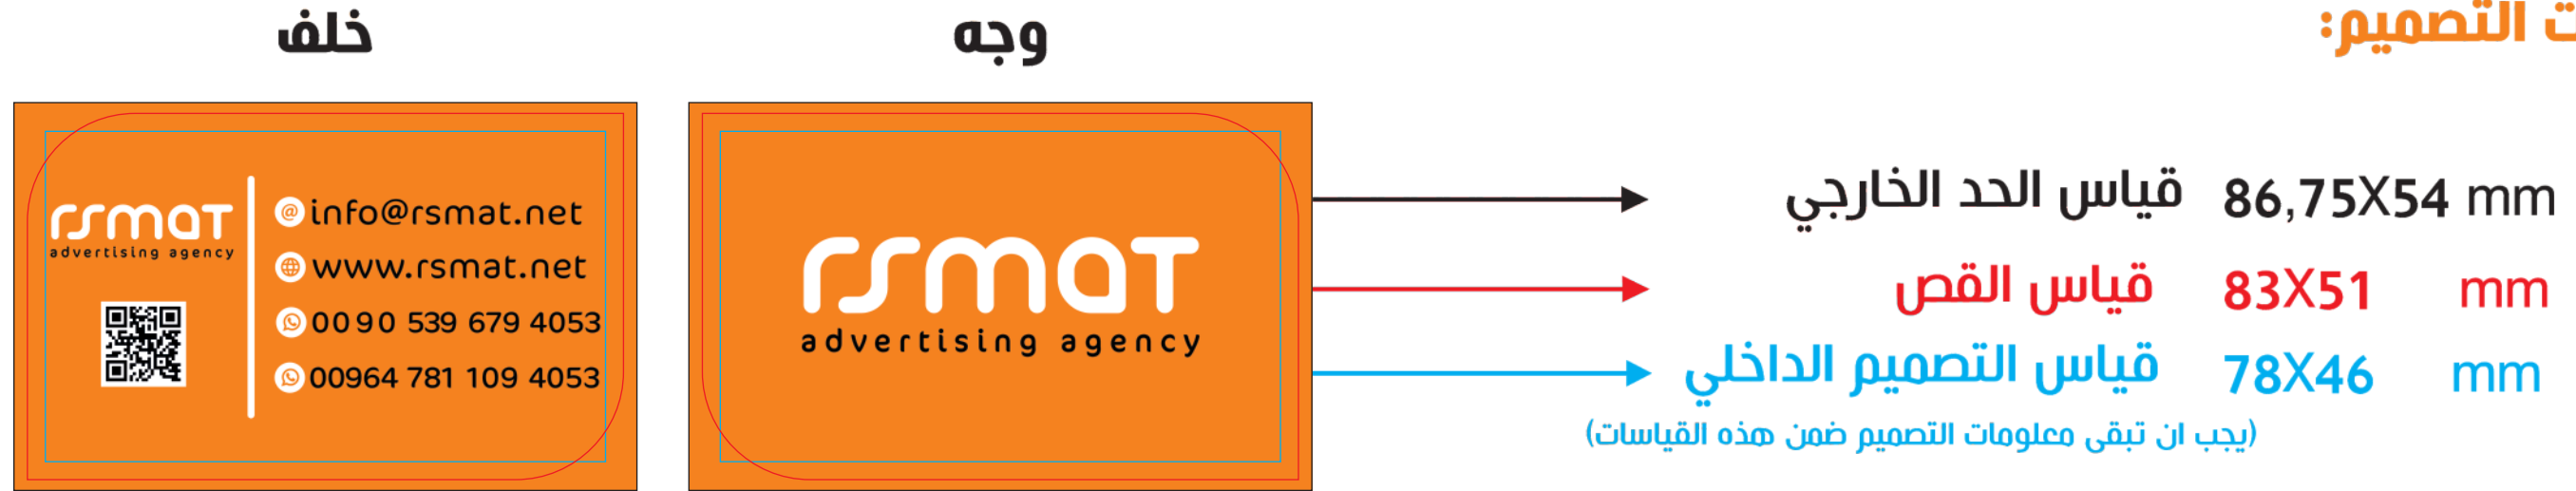 ت التصميم:
وجه
خلف
rsmat
advertising agency
rsmat
advertising agency
info@rsmat.net
www.rsmat.net
0090 539 679 4053
00964 781 109 4053
قياس الحد الخارجي 86,75X54 mm
قياس القص 83X51 mm
قياس التصميم الداخلي 78X46 mm
(يجب ان تبقى معلومات التصميم ضمن هذه القياسات)